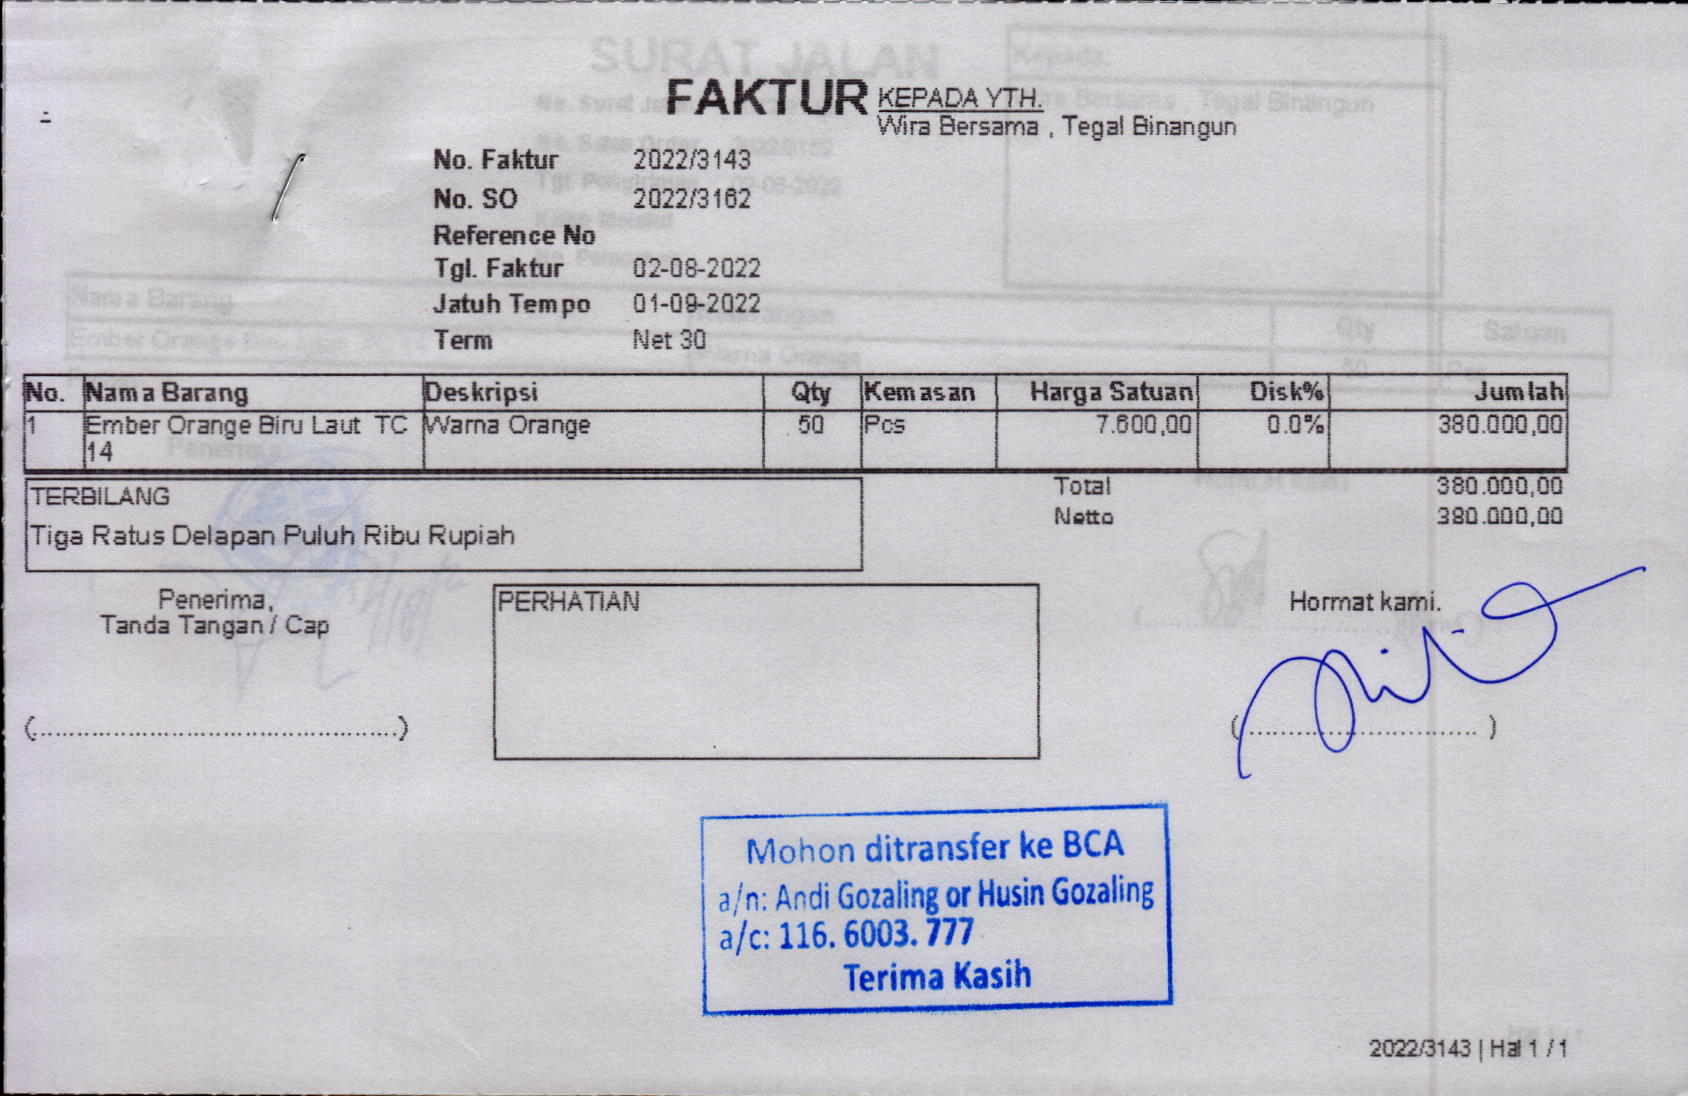 FAKTUR
KEPADA YTH.
Wira Bersama , Tegal Binangun
No. Faktur 2022/3143
No. SO 2022/3162
Reference No
Tgl. Faktur 02-08-2022
Jatuh Tempo 01-09-2022
Term Net 30
No. Nama Barang Deskripsi Qty Kemasan Harga Satuan Disk% Jumlah
1 Ember Orange Biru Laut TC Warna Orange 50 Pcs 7.600,00 0.0% 380.000,00
14
TERBILANG
Tiga Ratus Delapan Puluh Ribu Rupiah
Total 380.000,00
Netto 380.000,00
Penerima,
Tanda Tangan / Cap
(................................................)
PERHATIAN
Hormat kami.
(................................)
Mohon ditransfer ke BCA
a/n: Andi Gozaling or Husin Gozaling
a/c: 116. 6003. 777
Terima Kasih
2022/3143 | Hal 1 / 1